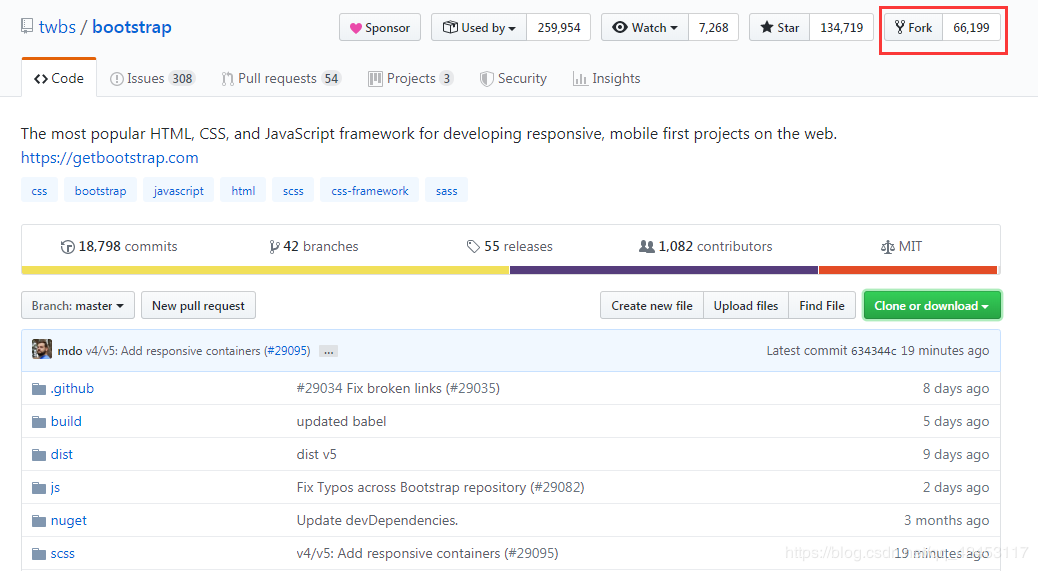 twbs / bootstrap Sponsor Used by 259,954 Watch 7,268 Star 134,719 Fork 66,199
Code Issues 308 Pull requests 54 Projects 3 Security Insights
The most popular HTML, CSS, and JavaScript framework for developing responsive, mobile first projects on the web.
https://getbootstrap.com
css bootstrap javascript html scss css-framework sass
18,798 commits 42 branches 55 releases 1,082 contributors MIT
Branch: master New pull request Create new file Upload files Find File Clone or download
mdo v4/v5: Add responsive containers (#29095) ... Latest commit 634344c 19 minutes ago
.github #29034 Fix broken links (#29035) 8 days ago
build updated babel 5 days ago
dist dist v5 9 days ago
js Fix Typos across Bootstrap repository (#29082) 2 days ago
nuget Update devDependencies. 3 months ago
scss v4/v5: Add responsive containers (#29095) 19 minutes ago